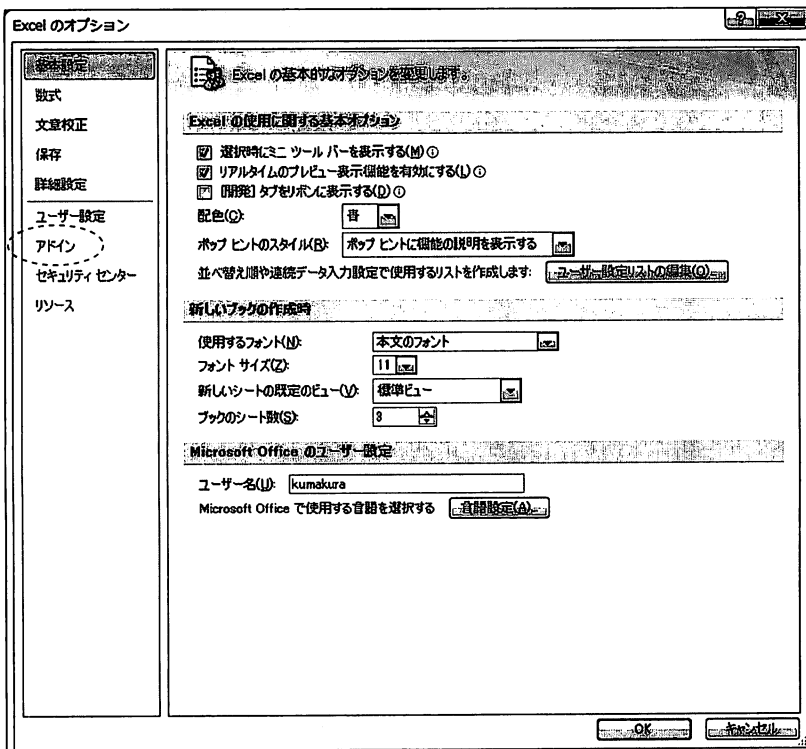 Excel のオプション
基本設定
数式
文章校正
保存
詳細設定
ユーザー設定
アドイン
セキュリティ センター
リソース
Excel の基本的なオプションを変更します。
Excel の使用に関する基本オプション
選択時にミニ ツール バーを表示する(M)
リアルタイムのプレビュー表示機能を有効にする(L)
[開発] タブをリボンに表示する(D)
配色(C): 青
ポップ ヒントのスタイル(R): ポップ ヒントに機能の説明を表示する
並べ替え順や連続データ入力設定で使用するリストを作成します: ユーザー設定リストの編集(O)...
新しいブックの作成時
使用するフォント(N): 本文のフォント
フォント サイズ(Z): 11
新しいシートの既定のビュー(V): 標準ビュー
ブックのシート数(S): 3
Microsoft Office のユーザー設定
ユーザー名(U): kumakura
Microsoft Office で使用する言語を選択する 言語設定(A)...
OK キャンセル